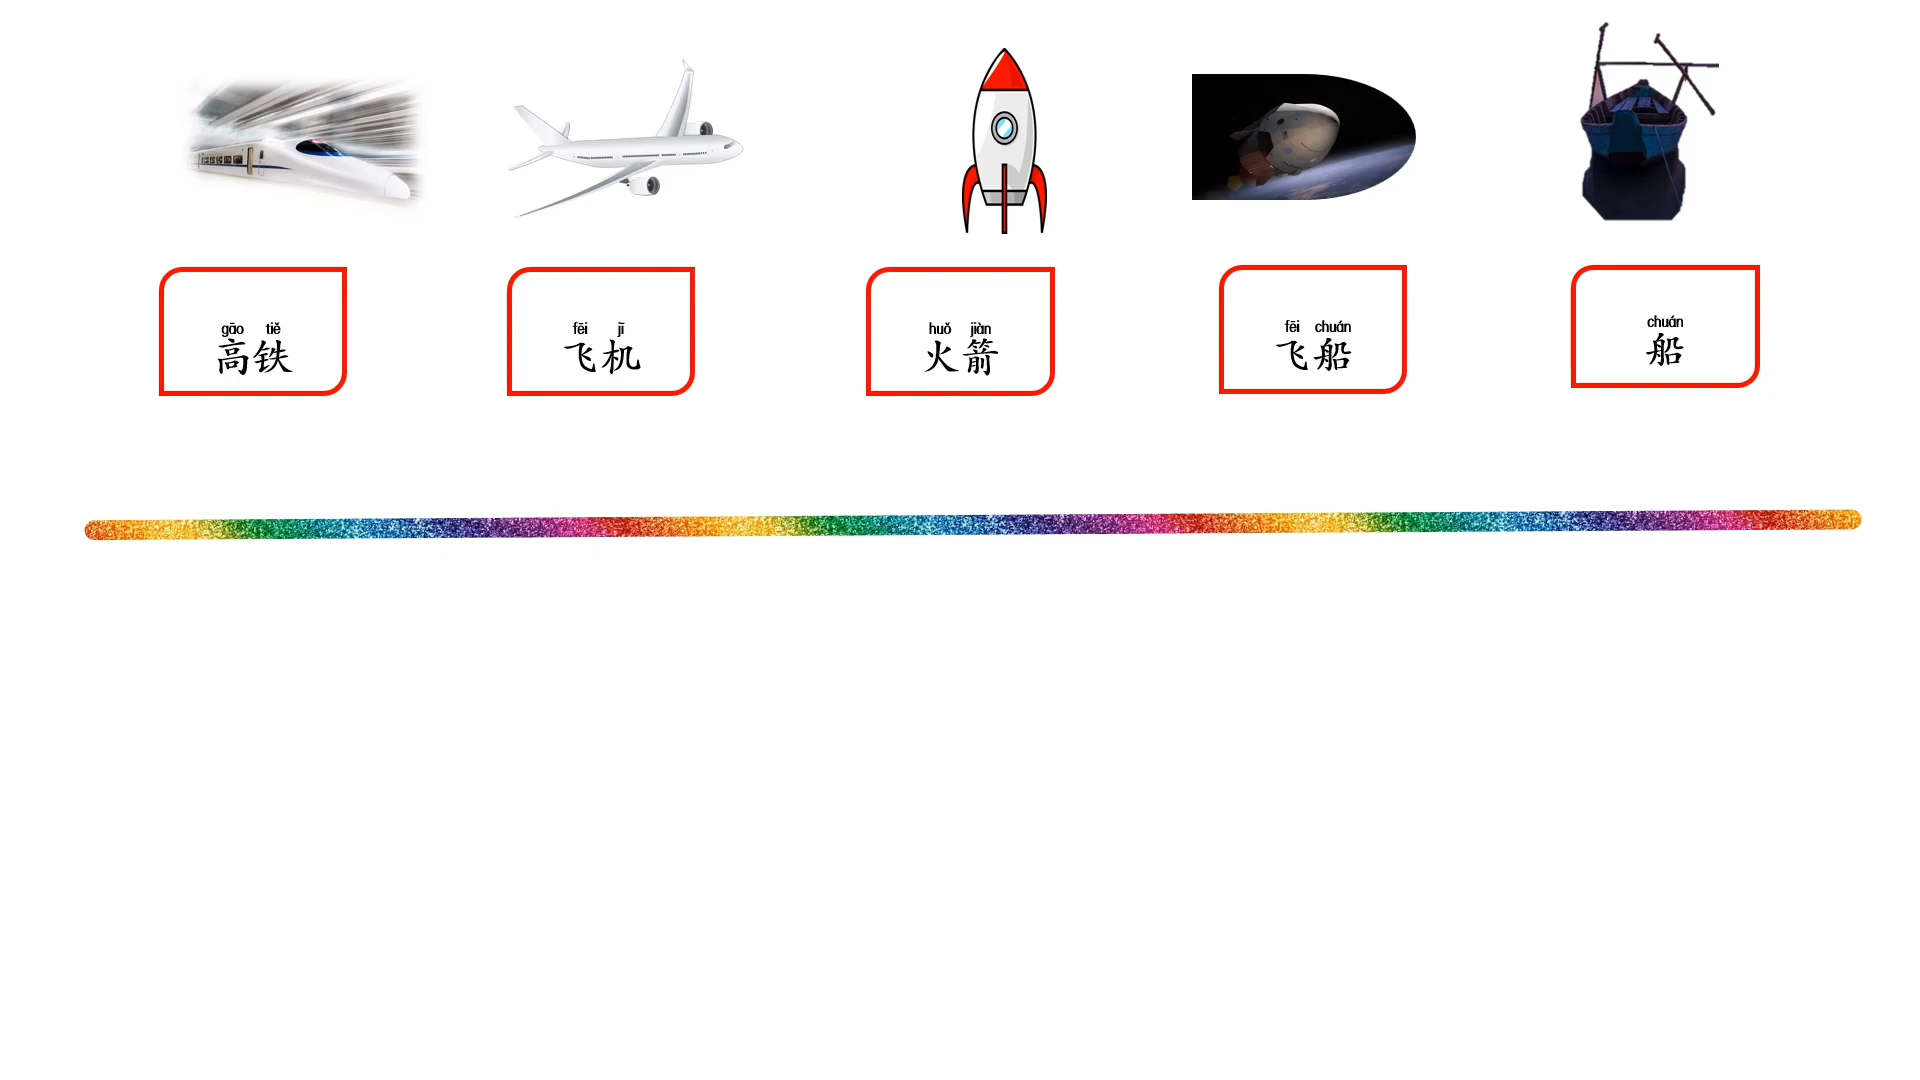 gāo tiě
高铁
fēi jī
飞机
huǒ jiàn
火箭
fēi chuán
飞船
chuán
船